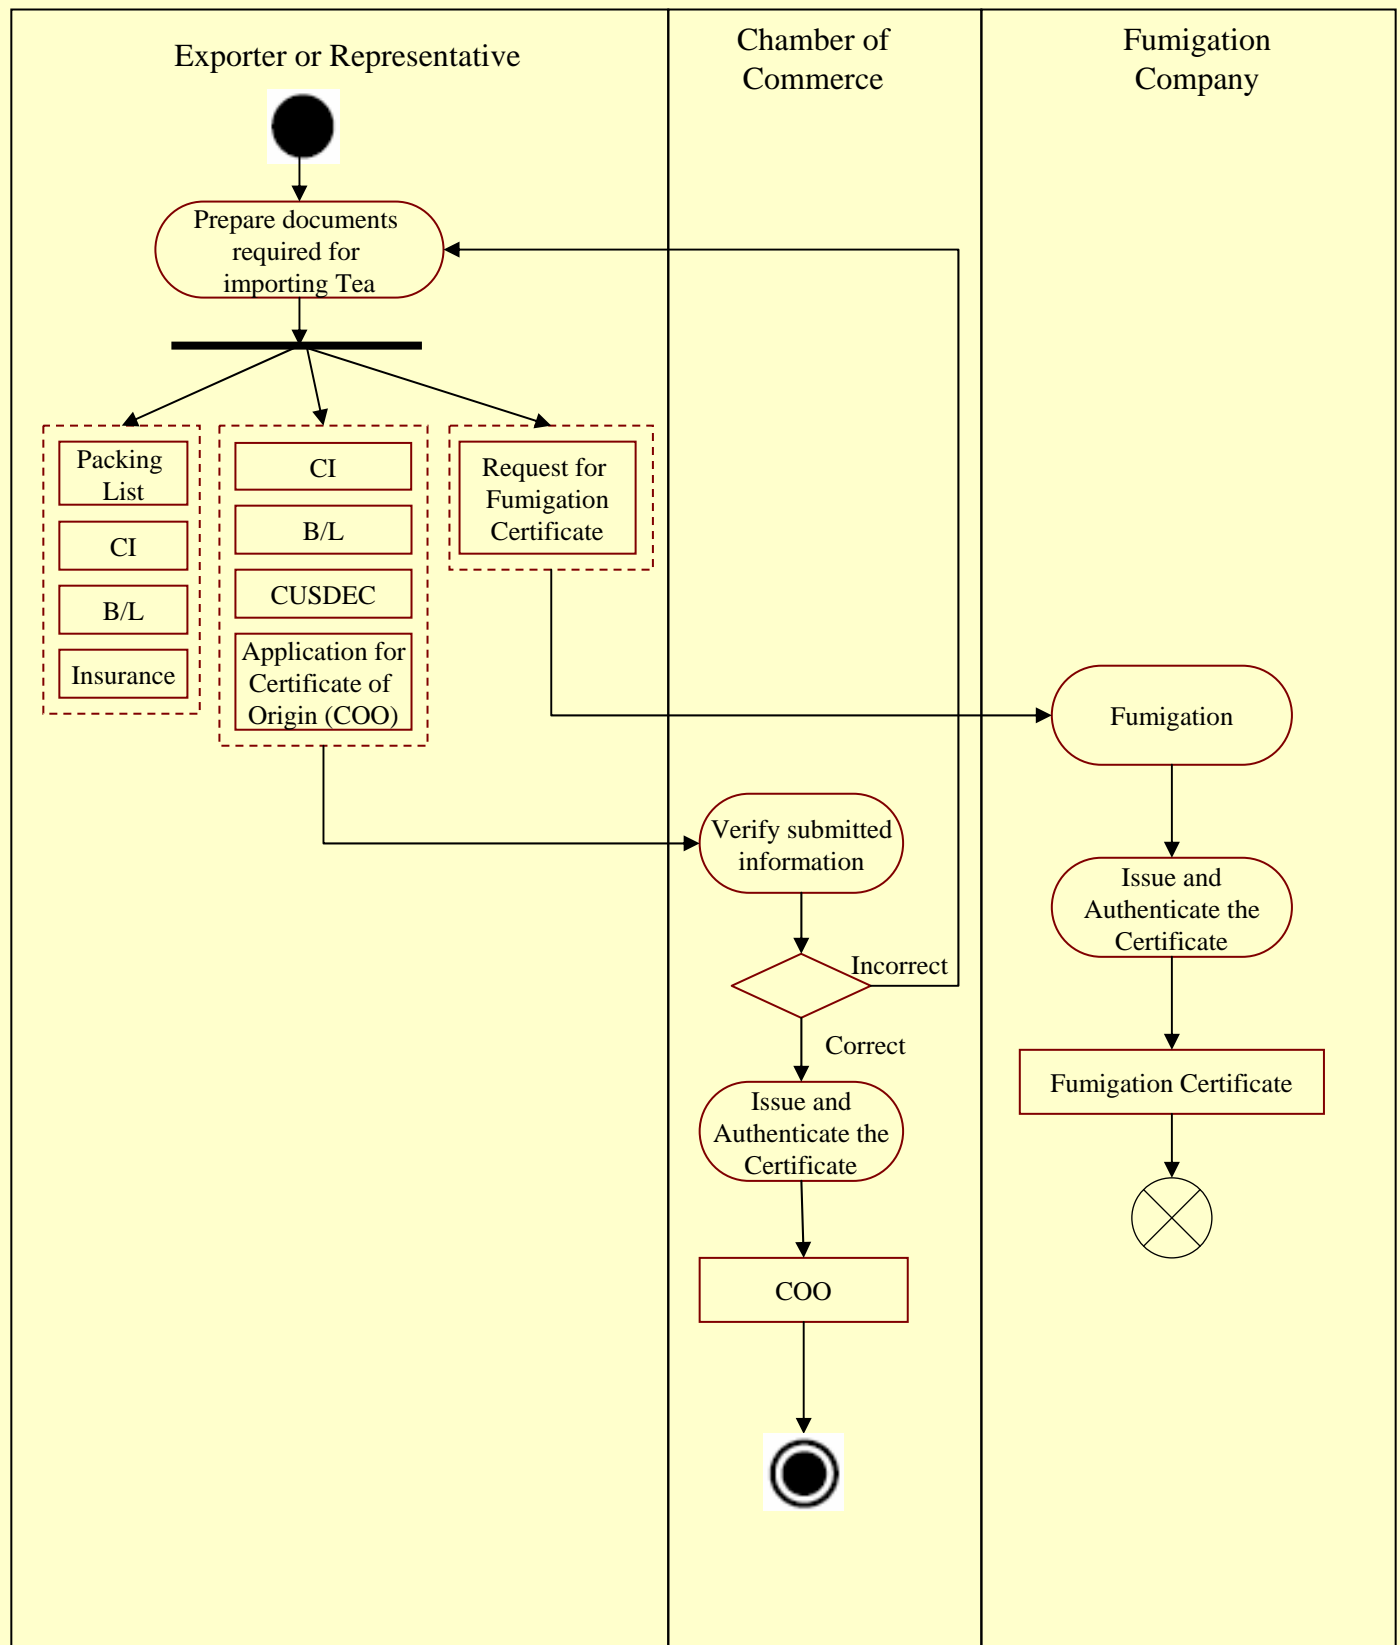 Exporter or Representative
Chamber of
Commerce
Fumigation
Company
Prepare documents
required for
importing Tea
Packing
List
CI
B/L
Insurance
CI
B/L
CUSDEC
Application for
Certificate of
Origin (COO)
Request for
Fumigation
Certificate
Verify submitted
information
Incorrect
Correct
Issue and
Authenticate the
Certificate
COO
Fumigation
Issue and
Authenticate the
Certificate
Fumigation Certificate